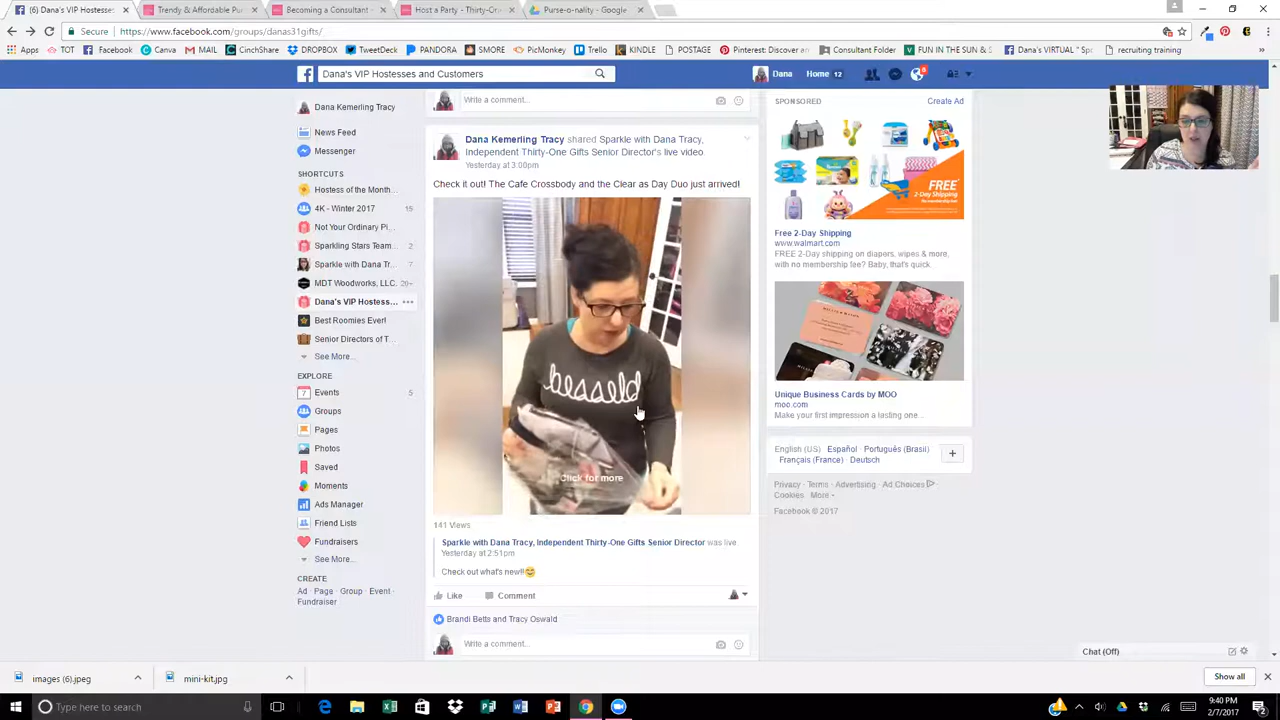 (6) Dana's VIP Hostesses
Trendy & Affordable Pu
Becoming a Consultant -
Host a Party - Thirty-One
Purse-o-nality - Google
Secure
https://www.facebook.com/groups/danas31gifts/
Apps
TOT
Facebook
Canva
MAIL
CinchShare
DROPBOX
TweetDeck
PANDORA
SMORE
PicMonkey
Trello
KINDLE
POSTAGE
Pinterest: Discover an
Consultant Folder
FUN IN THE SUN & S
Dana's VIRTUAL " Sp
recruiting training
Dana's VIP Hostesses and Customers
Dana
Home 12
8
Dana Kemerling Tracy
News Feed
Messenger
SHORTCUTS
Hostess of the Month...
4K - Winter 2017 15
Not Your Ordinary Pi...
Sparkling Stars Team... 2
Sparkle with Dana Tr... 7
MDT Woodworks, LLC. 20+
Dana's VIP Hostess...
Best Roomies Ever!
Senior Directors of T...
See More...
EXPLORE
Events 5
Groups
Pages
Photos
Saved
Moments
Ads Manager
Friend Lists
Fundraisers
See More...
CREATE
Ad · Page · Group · Event ·
Fundraiser
Write a comment...
Dana Kemerling Tracy shared Sparkle with Dana Tracy,
Independent Thirty-One Gifts Senior Director's live video.
Yesterday at 3:00pm
Check it out! The Cafe Crossbody and the Clear as Day Duo just arrived!
blessed
Click for more
141 Views
Sparkle with Dana Tracy, Independent Thirty-One Gifts Senior Director was live.
Yesterday at 2:51pm
Check out what's new!!😊
Like
Comment
Brandi Betts and Tracy Oswald
Write a comment...
SPONSORED
Create Ad
FREE
2-Day Shipping
Free 2-Day Shipping
www.walmart.com
FREE 2-Day shipping on diapers, wipes & more,
with no membership fee? Baby, that's quick.
Unique Business Cards by MOO
moo.com
Make your first impression a lasting one...
English (US) · Español · Português (Brasil) ·
Français (France) · Deutsch
Privacy · Terms · Advertising · Ad Choices ·
Cookies · More
Facebook © 2017
Chat (Off)
images (6).jpeg
mini-kit.jpg
Show all
Type here to search
9:40 PM
2/7/2017